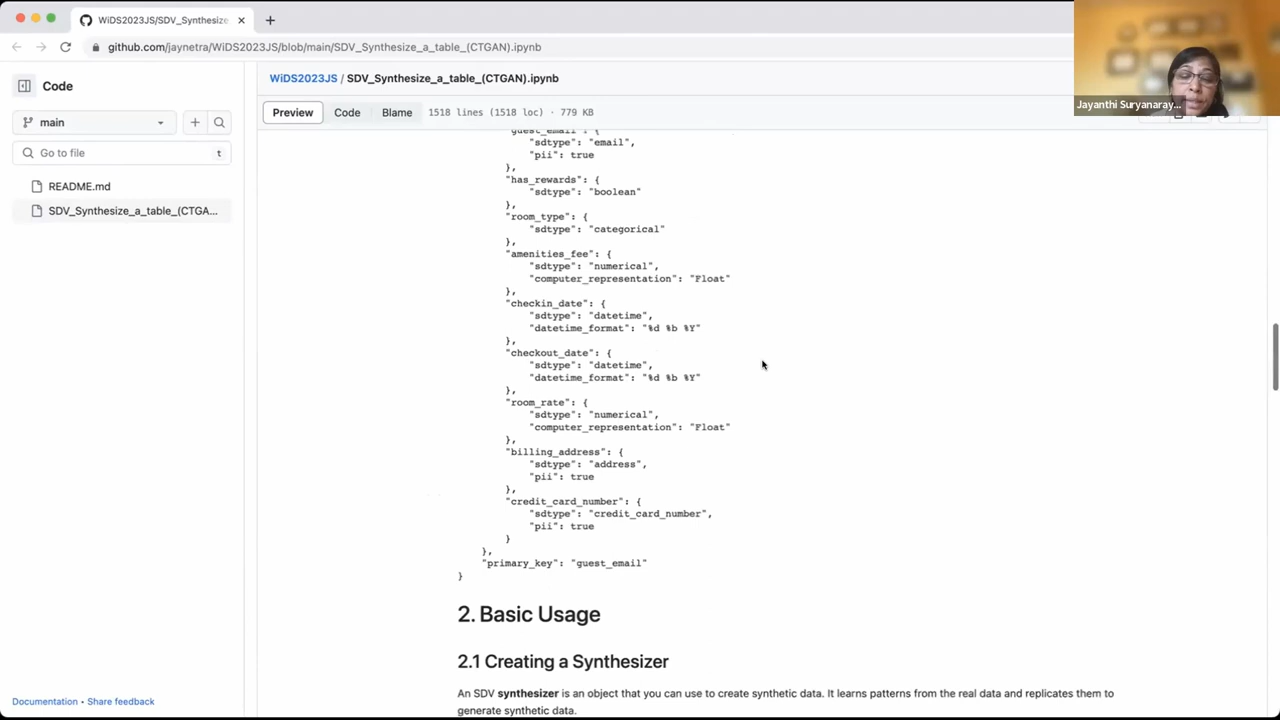 WiDS2023JS/SDV_Synthesize
github.com/jaynetra/WiDS2023JS/blob/main/SDV_Synthesize_a_table_(CTGAN).ipynb
Jayanthi Suryanaray...
Code
main
Go to file
t
README.md
SDV_Synthesize_a_table_(CTGA...
Documentation • Share feedback
WiDS2023JS / SDV_Synthesize_a_table_(CTGAN).ipynb
Preview Code Blame 1518 lines (1518 loc) · 779 KB
"guest_email": {
"sdtype": "email",
"pii": true
},
"has_rewards": {
"sdtype": "boolean"
},
"room_type": {
"sdtype": "categorical"
},
"amenities_fee": {
"sdtype": "numerical",
"computer_representation": "Float"
},
"checkin_date": {
"sdtype": "datetime",
"datetime_format": "%d %b %Y"
},
"checkout_date": {
"sdtype": "datetime",
"datetime_format": "%d %b %Y"
},
"room_rate": {
"sdtype": "numerical",
"computer_representation": "Float"
},
"billing_address": {
"sdtype": "address",
"pii": true
},
"credit_card_number": {
"sdtype": "credit_card_number",
"pii": true
}
},
"primary_key": "guest_email"
}
2. Basic Usage
2.1 Creating a Synthesizer
An SDV synthesizer is an object that you can use to create synthetic data. It learns patterns from the real data and replicates them to
generate synthetic data.